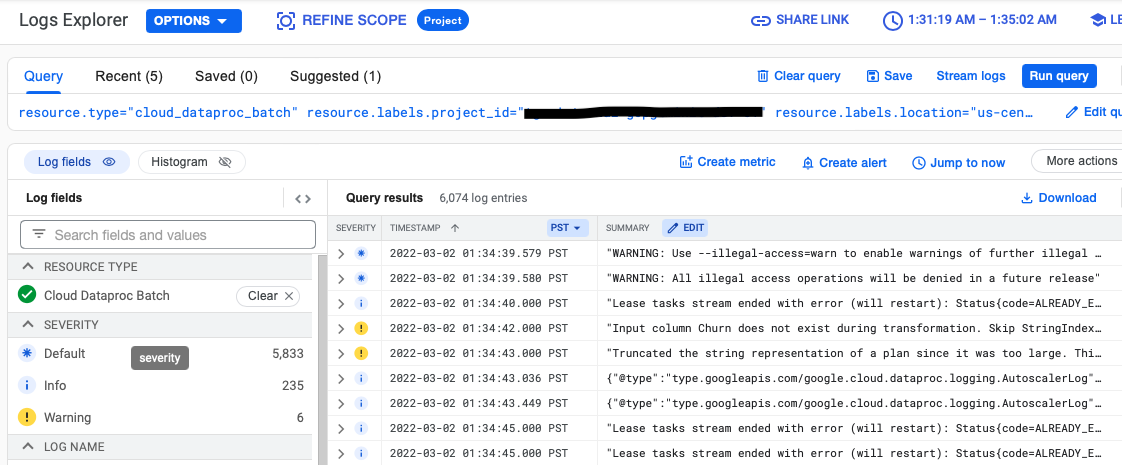 Logs Explorer OPTIONS REFINE SCOPE Project SHARE LINK 1:31:19 AM – 1:35:02 AM LE
Query Recent (5) Saved (0) Suggested (1) Clear query Save Stream logs Run query
resource.type="cloud_dataproc_batch" resource.labels.project_id=" " resource.labels.location="us-cen… Edit qu
Log fields Histogram Create metric Create alert Jump to now More actions
Log fields Query results 6,074 log entries Download
Search fields and values SEVERITY TIMESTAMP PST SUMMARY EDIT
2022-03-02 01:34:39.579 PST "WARNING: Use --illegal-access=warn to enable warnings of further illegal …
RESOURCE TYPE
2022-03-02 01:34:39.580 PST "WARNING: All illegal access operations will be denied in a future release"
Cloud Dataproc Batch Clear
2022-03-02 01:34:40.000 PST "Lease tasks stream ended with error (will restart): Status{code=ALREADY_E…
SEVERITY
2022-03-02 01:34:42.000 PST "Input column Churn does not exist during transformation. Skip StringIndex…
Default severity 5,833
2022-03-02 01:34:43.000 PST "Truncated the string representation of a plan since it was too large. Thi…
2022-03-02 01:34:43.036 PST {"@type":"type.googleapis.com/google.cloud.dataproc.logging.AutoscalerLog"…
Info 235
2022-03-02 01:34:43.449 PST {"@type":"type.googleapis.com/google.cloud.dataproc.logging.AutoscalerLog"…
Warning 6
2022-03-02 01:34:45.000 PST "Lease tasks stream ended with error (will restart): Status{code=ALREADY_E…
LOG NAME
2022-03-02 01:34:45.000 PST "Lease tasks stream ended with error (will restart): Status{code=ALREADY_E…